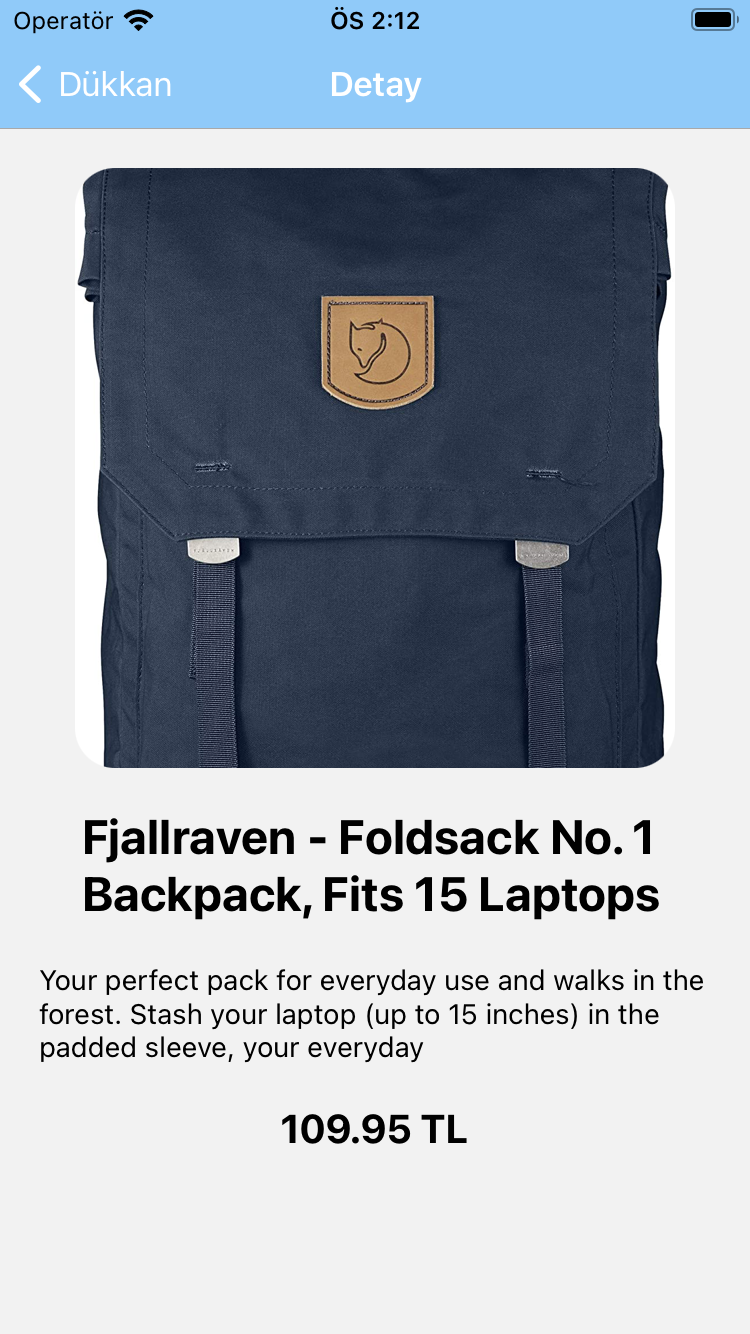 Operatör
ÖS 2:12
Dükkan
Detay
Fjallraven - Foldsack No. 1
Backpack, Fits 15 Laptops
Your perfect pack for everyday use and walks in the
forest. Stash your laptop (up to 15 inches) in the
padded sleeve, your everyday
109.95 TL